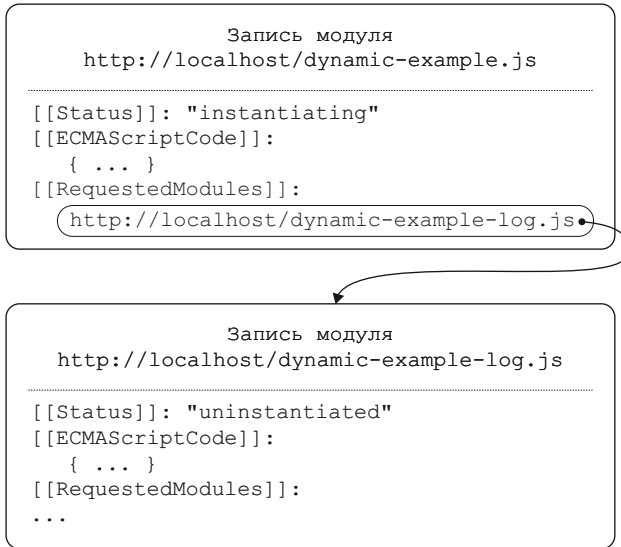 Запись модуля
http://localhost/dynamic-example.js
[[Status]]: "instantiating"
[[ECMAScriptCode]]:
{ ... }
[[RequestedModules]]:
http://localhost/dynamic-example-log.js
Запись модуля
http://localhost/dynamic-example-log.js
[[Status]]: "uninstantiated"
[[ECMAScriptCode]]:
{ ... }
[[RequestedModules]]:
...